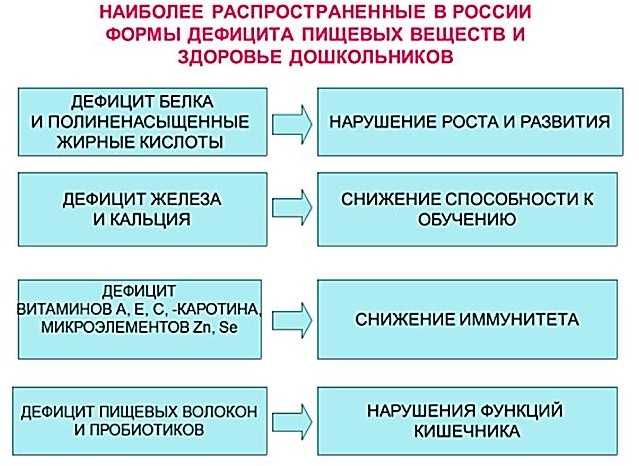 НАИБОЛЕЕ РАСПРОСТРАНЕННЫЕ В РОССИИ
ФОРМЫ ДЕФИЦИТА ПИЩЕВЫХ ВЕЩЕСТВ И
ЗДОРОВЬЕ ДОШКОЛЬНИКОВ
ДЕФИЦИТ БЕЛКА
И ПОЛИНЕНАСЫЩЕННЫЕ
ЖИРНЫЕ КИСЛОТЫ
НАРУШЕНИЕ РОСТА И РАЗВИТИЯ
ДЕФИЦИТ ЖЕЛЕЗА
И КАЛЬЦИЯ
СНИЖЕНИЕ СПОСОБНОСТИ К
ОБУЧЕНИЮ
ДЕФИЦИТ
ВИТАМИНОВ А, Е, С, -КАРОТИНА,
МИКРОЭЛЕМЕНТОВ Zn, Se
СНИЖЕНИЕ ИММУНИТЕТА
ДЕФИЦИТ ПИЩЕВЫХ ВОЛОКОН
И ПРОБИОТИКОВ
НАРУШЕНИЯ ФУНКЦИЙ
КИШЕЧНИКА